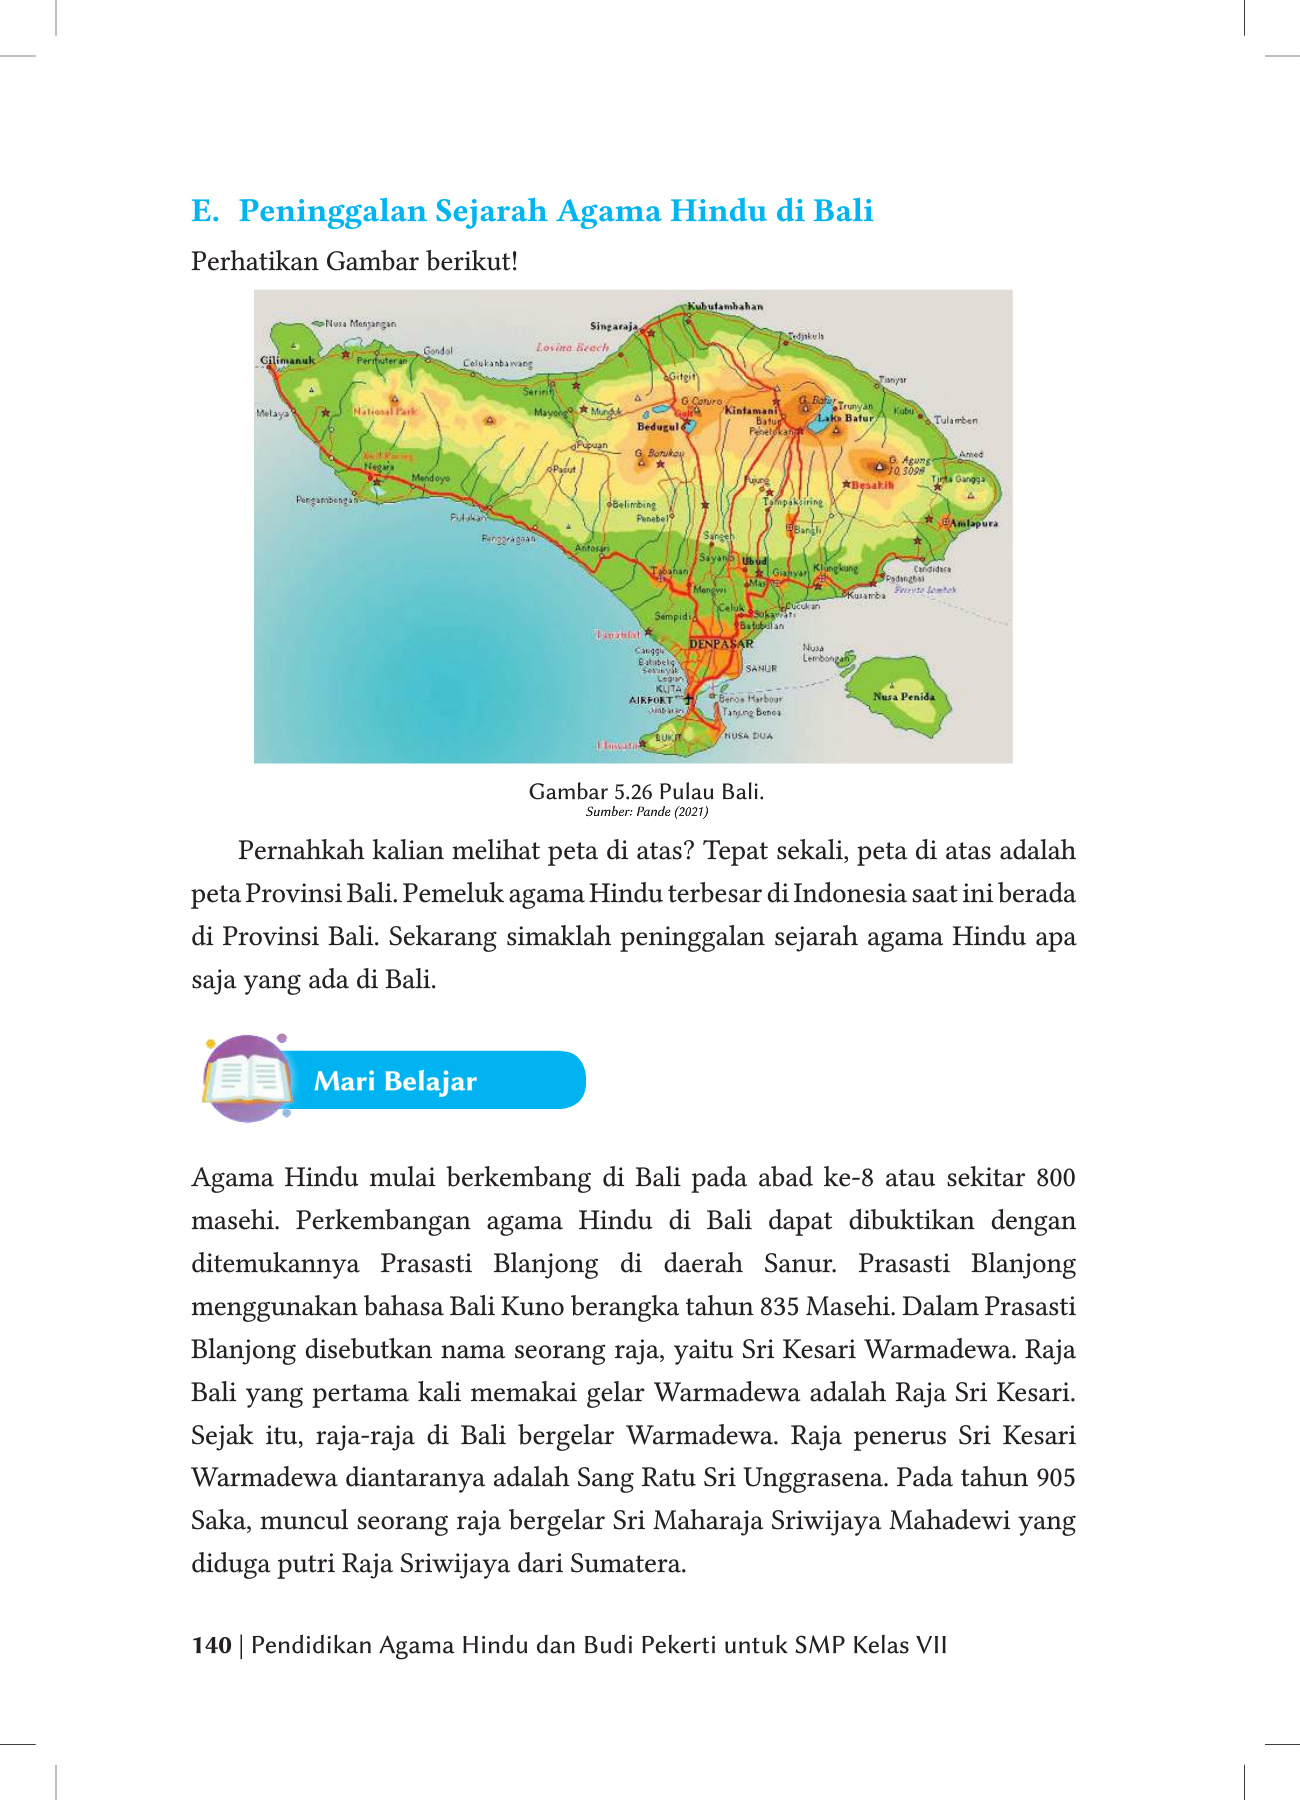 E. Peninggalan Sejarah Agama Hindu di Bali
Perhatikan Gambar berikut!
Kubutambahan
Nusa Menjangan
Singaraja
Tedjakula
Lovina Beach
Gondol
Gilimanuk
Pemuteran
Celukanbawang
Gitgit
Tianyar
Seririt
G. Catur
G. Batur
Trunyan
Melaya
National Park
Mayong
Munduk
Kintamani
Kubu
Batur
Lake Batur
Tulamben
Bedugul
Penelokan
Pupuan
G. Batukau
Amed
G. Agung
Negara
Pasut
Mendoyo
Pujung
Besakih
Tirta Gangga
Pengambengan
Belimbing
Tampaksiring
Penebel
Amlapura
Bangli
Pulukan
Penggragoan
Sangeh
Antosari
Sayan
Ubud
Klungkung
Candidasa
Tabanan
Gianyar
Padangbai
Mas
Mengwi
Kusamba
Celuk
Cucukan
Sempidi
Sukawati
Batubulan
Tanahlot
DENPASAR
Nusa
Lembongan
Canggu
SANUR
Legian
KUTA
Nusa Penida
AIRPORT
Benoa Harbour
Jimbaran
Tanjung Benoa
BUKIT
NUSA DUA
Gambar 5.26 Pulau Bali.
Sumber: Pande (2021)
Pernahkah kalian melihat peta di atas? Tepat sekali, peta di atas adalah
peta Provinsi Bali. Pemeluk agama Hindu terbesar di Indonesia saat ini berada
di Provinsi Bali. Sekarang simaklah peninggalan sejarah agama Hindu apa
saja yang ada di Bali.
Mari Belajar
Agama Hindu mulai berkembang di Bali pada abad ke-8 atau sekitar 800
masehi. Perkembangan agama Hindu di Bali dapat dibuktikan dengan
ditemukannya Prasasti Blanjong di daerah Sanur. Prasasti Blanjong
menggunakan bahasa Bali Kuno berangka tahun 835 Masehi. Dalam Prasasti
Blanjong disebutkan nama seorang raja, yaitu Sri Kesari Warmadewa. Raja
Bali yang pertama kali memakai gelar Warmadewa adalah Raja Sri Kesari.
Sejak itu, raja-raja di Bali bergelar Warmadewa. Raja penerus Sri Kesari
Warmadewa diantaranya adalah Sang Ratu Sri Unggrasena. Pada tahun 905
Saka, muncul seorang raja bergelar Sri Maharaja Sriwijaya Mahadewi yang
diduga putri Raja Sriwijaya dari Sumatera.
140 | Pendidikan Agama Hindu dan Budi Pekerti untuk SMP Kelas VII